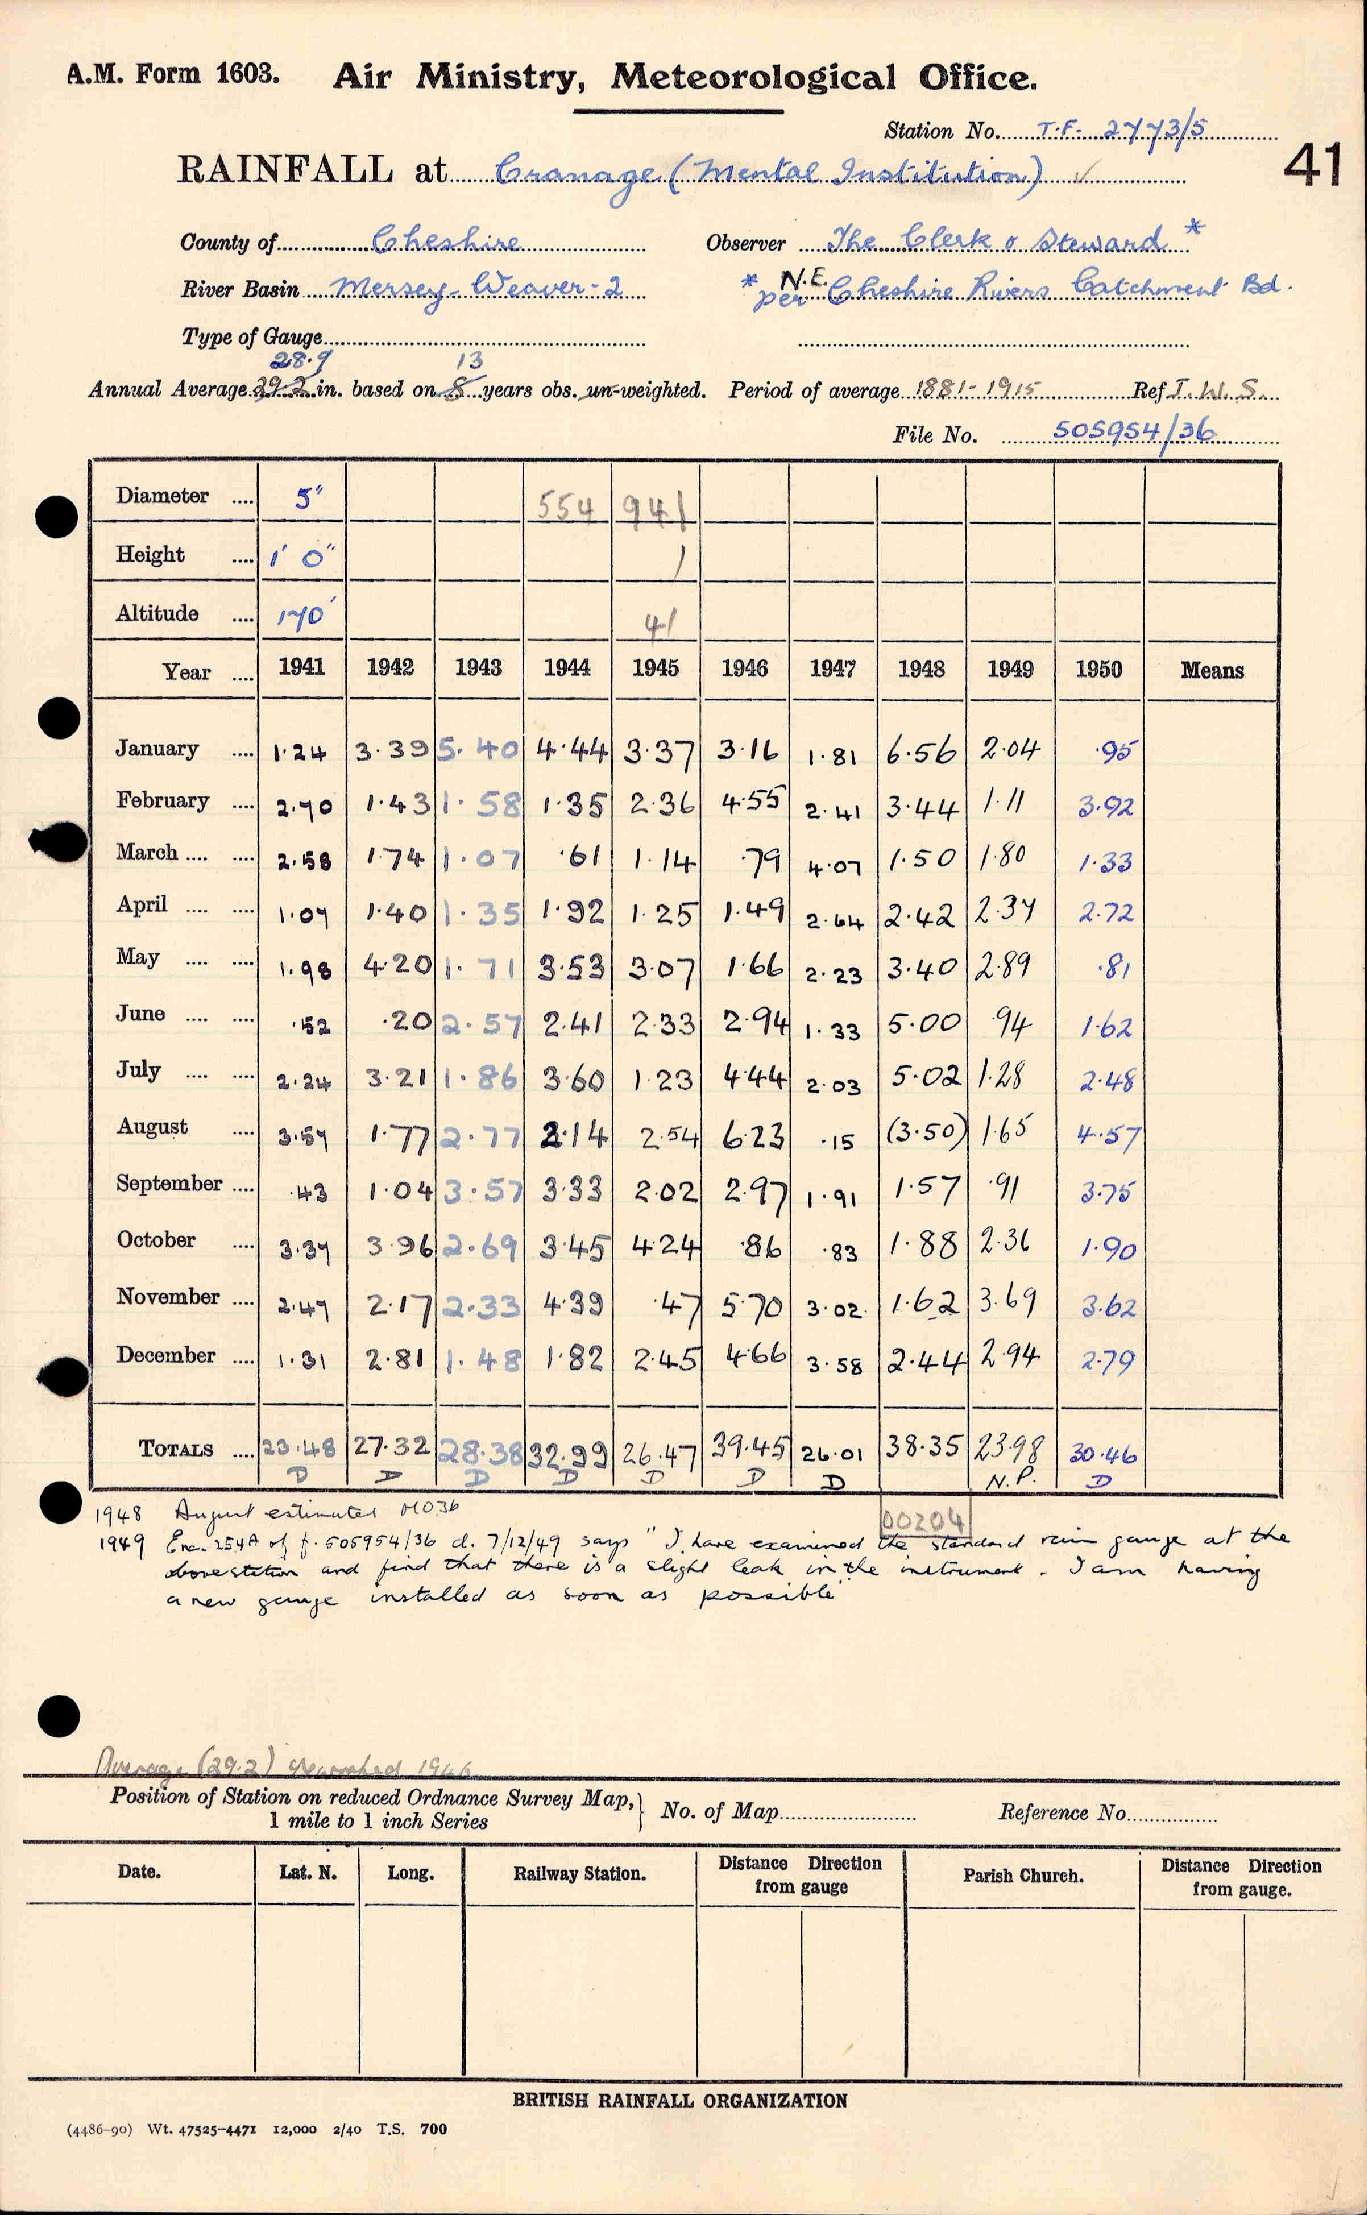 A.M. Form 1603. Air Ministry, Meteorological Office.
Station No. T.F. 2773/5
41
RAINFALL at Cranage (Mental Institution) ✓
County of Cheshire Observer The Clerk & Steward *
River Basin Mersey-Weaver-2 * per N.E. Cheshire Rivers Catchment Bd.
Type of Gauge
28.9 13
Annual Average 29.2 in. based on 8 years obs. un-weighted. Period of average 1881-1915 Ref J.W.S.
File No. 505954/36
Diameter 5" 554 941
Height 1' 0" 1
Altitude 170' 41
Year 1941 1942 1943 1944 1945 1946 1947 1948 1949 1950 Means
January 1.24 3.39 5.40 4.44 3.37 3.16 1.81 6.56 2.04 .95
February 2.70 1.43 1.58 1.35 2.36 4.55 2.41 3.44 1.11 3.92
March 2.58 1.74 1.07 .61 1.14 .79 4.07 1.50 1.80 1.33
April 1.07 1.40 1.35 1.92 1.25 1.49 2.64 2.42 2.37 2.72
May 1.98 4.20 1.71 3.53 3.07 1.66 2.23 3.40 2.89 .81
June .52 .20 2.57 2.41 2.33 2.94 1.33 5.00 .94 1.62
July 2.24 3.21 1.86 3.60 1.23 4.44 2.03 5.02 1.28 2.48
August 3.57 1.77 2.77 2.14 2.54 6.23 .15 (3.50) 1.65 4.57
September .43 1.04 3.57 3.33 2.02 2.97 1.91 1.57 .91 3.75
October 3.37 3.96 2.69 3.45 4.24 .86 .83 1.88 2.36 1.90
November 2.47 2.17 2.33 4.39 .47 5.70 3.02 1.62 3.69 3.62
December 1.31 2.81 1.48 1.82 2.45 4.66 3.58 2.44 2.94 2.79
TOTALS 23.48 27.32 28.38 32.99 26.47 39.45 26.01 38.35 23.98 30.46
D D D D D D D N.P. D
1948 August estimated MO3b
00204
1949 Enc. 254A of f. 505954/36 d. 7/12/49 says "I have examined the standard rain gauge at the
above station and find that there is a slight leak in the instrument. I am having
a new gauge installed as soon as possible"
Average (29.2) reworked 1946
Position of Station on reduced Ordnance Survey Map, } No. of Map Reference No.
1 mile to 1 inch Series
Date. Lat. N. Long. Railway Station. Distance Direction from gauge Parish Church. Distance Direction from gauge.
BRITISH RAINFALL ORGANIZATION
(4486-90) Wt. 47525-4471 12,000 2/40 T.S. 700